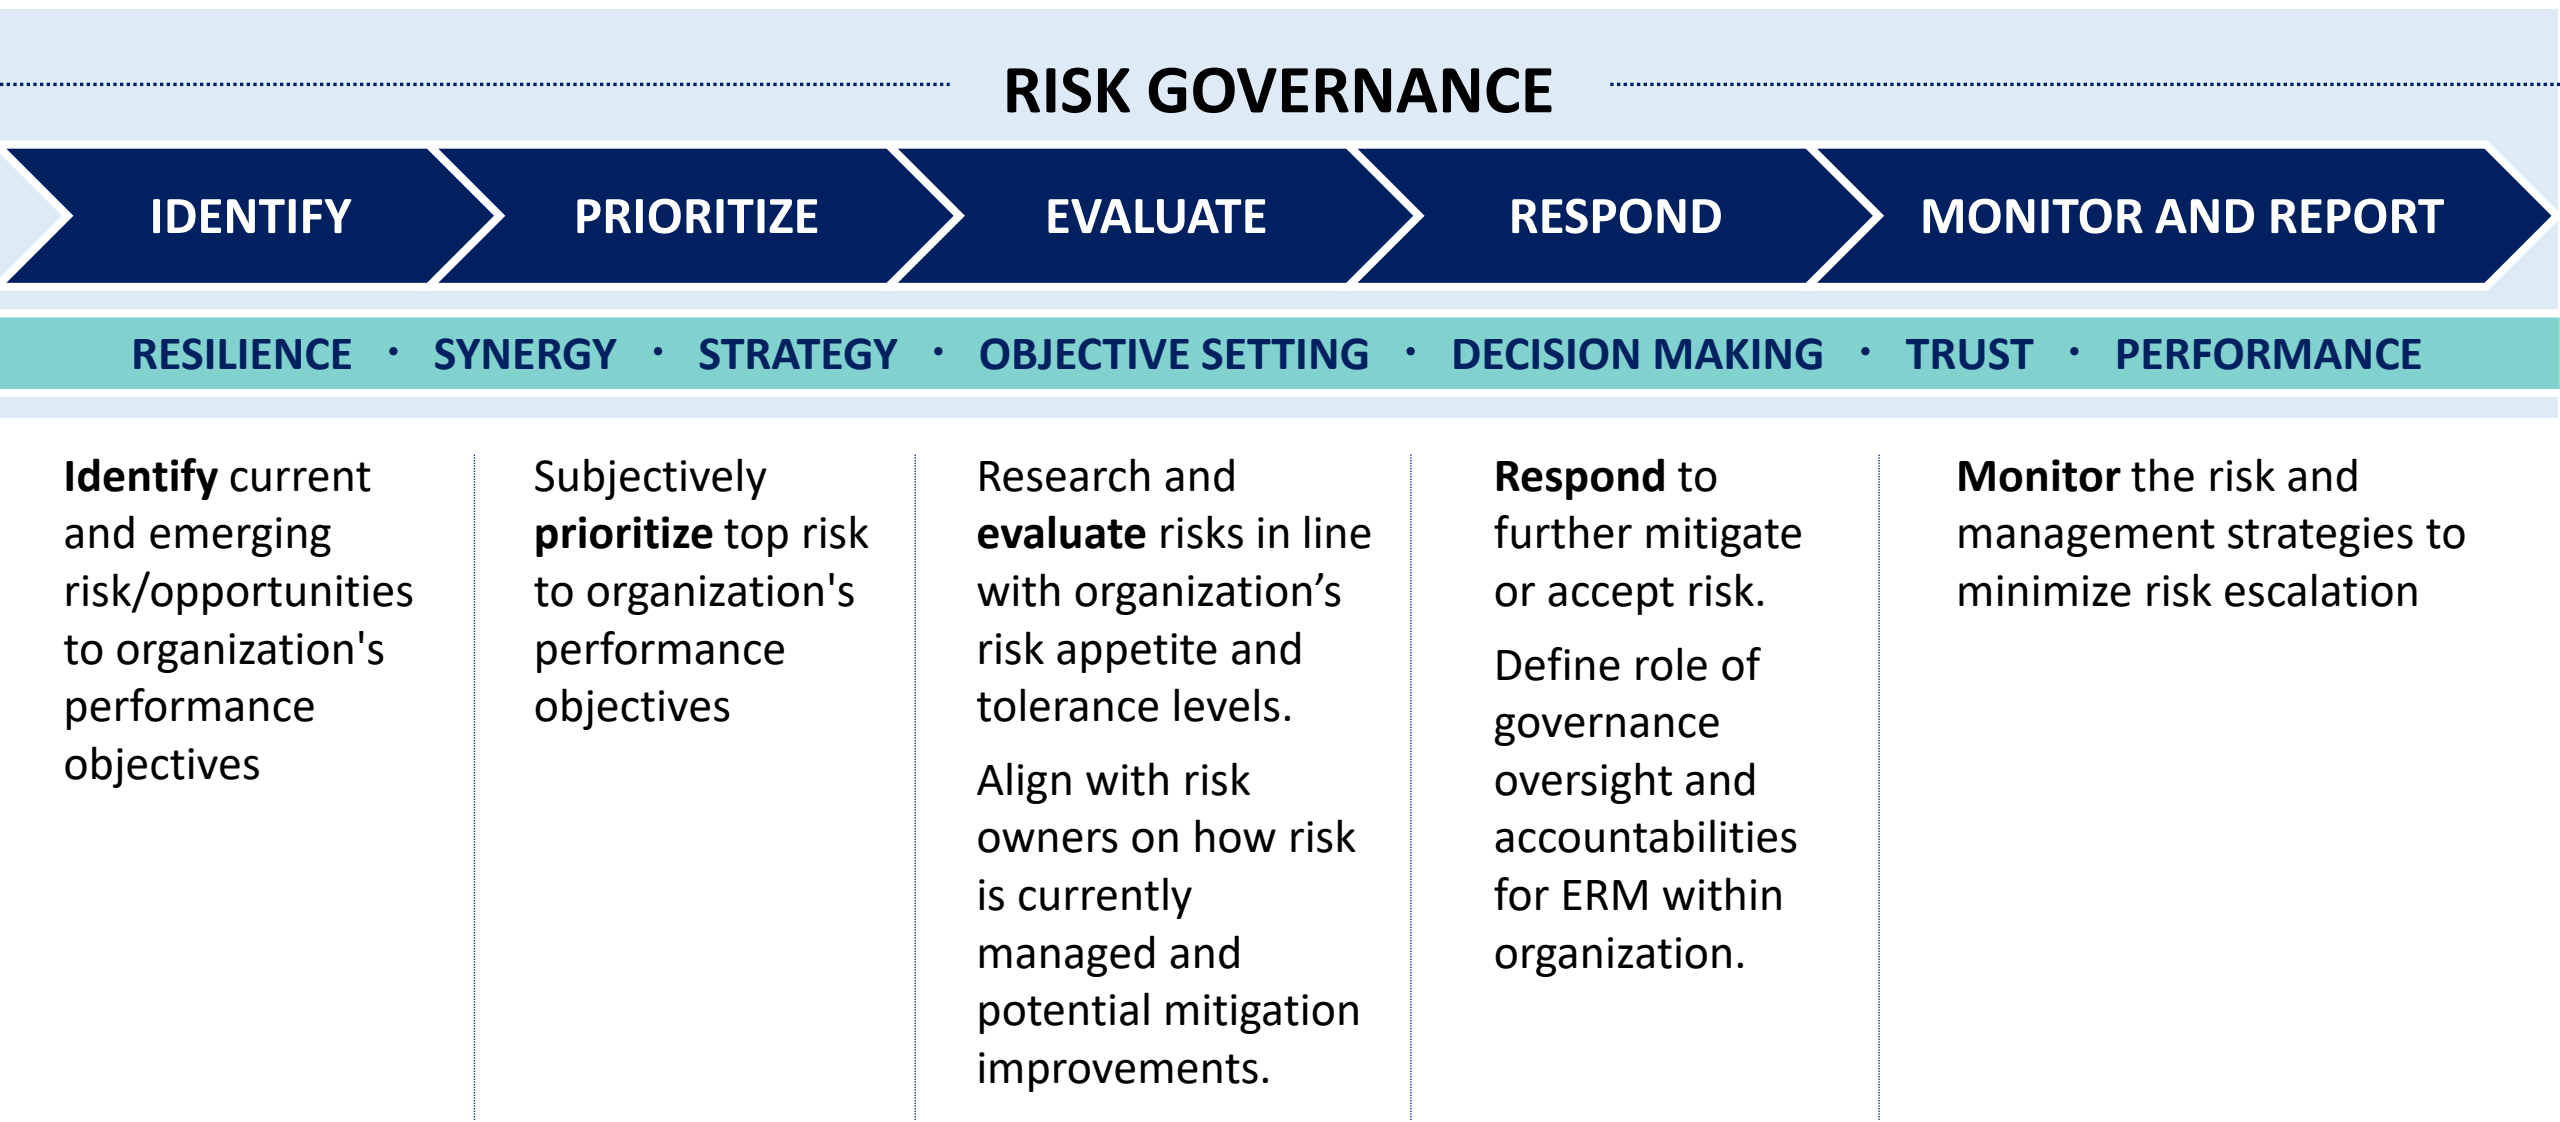 RISK GOVERNANCE
IDENTIFY
PRIORITIZE
EVALUATE
RESPOND
MONITOR AND REPORT
RESILIENCE · SYNERGY · STRATEGY · OBJECTIVE SETTING · DECISION MAKING · TRUST · PERFORMANCE
Identify current
and emerging
risk/opportunities
to organization's
performance
objectives
Subjectively
prioritize top risk
to organization's
performance
objectives
Research and
evaluate risks in line
with organization’s
risk appetite and
tolerance levels.
Align with risk
owners on how risk
is currently
managed and
potential mitigation
improvements.
Respond to
further mitigate
or accept risk.
Define role of
governance
oversight and
accountabilities
for ERM within
organization.
Monitor the risk and
management strategies to
minimize risk escalation